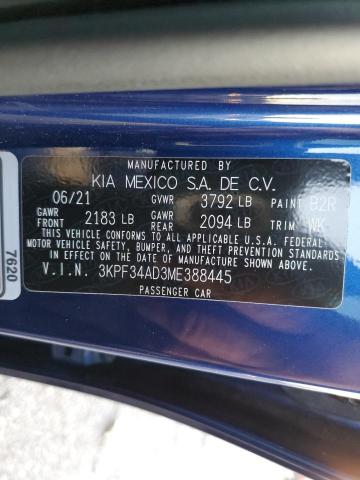 MANUFACTURED BY
KIA MEXICO S.A. DE C.V.
06/21 GVWR 3792 LB PAINT B2R
GAWR FRONT 2183 LB GAWR REAR 2094 LB TRIM WK
THIS VEHICLE CONFORMS TO ALL APPLICABLE U.S.A. FEDERAL
MOTOR VEHICLE SAFETY, BUMPER, AND THEFT PREVENTION STANDARDS
IN EFFECT ON THE DATE OF MANUFACTURE SHOWN ABOVE.
V.I.N. 3KPF34AD3ME388445
PASSENGER CAR
7620